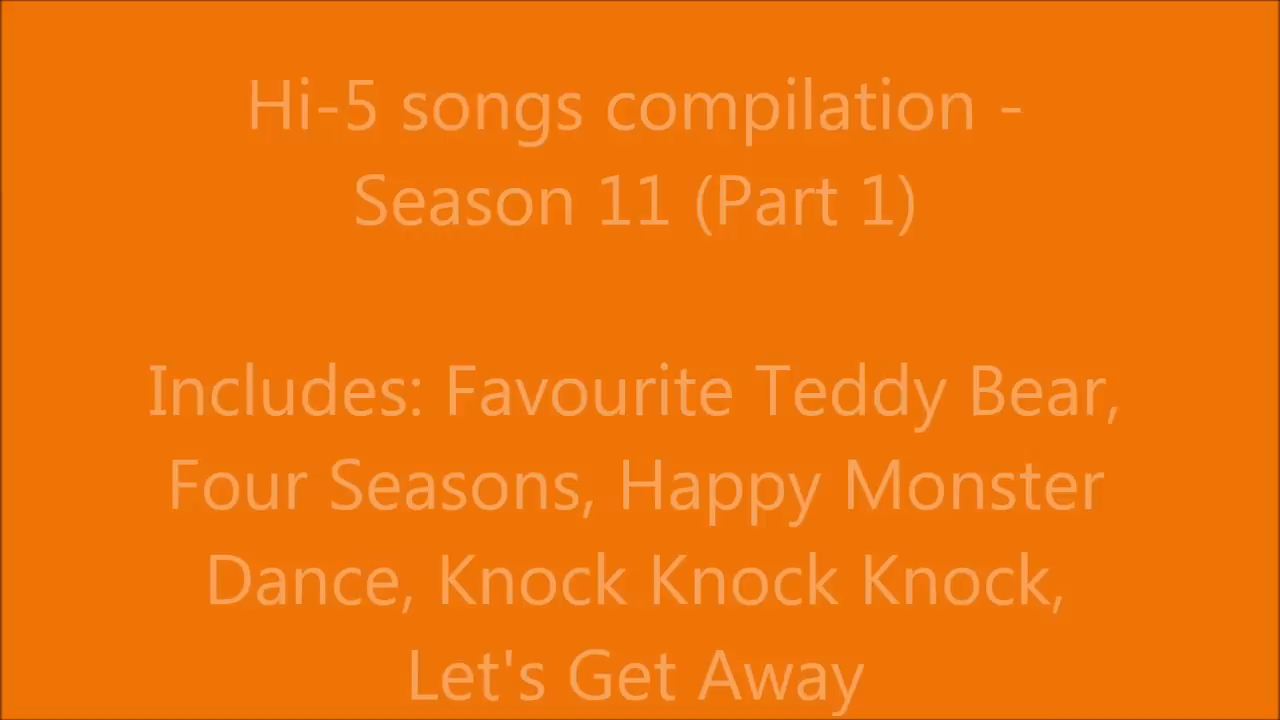 Hi-5 songs compilation -
Season 11 (Part 1)
Includes: Favourite Teddy Bear,
Four Seasons, Happy Monster
Dance, Knock Knock Knock,
Let's Get Away